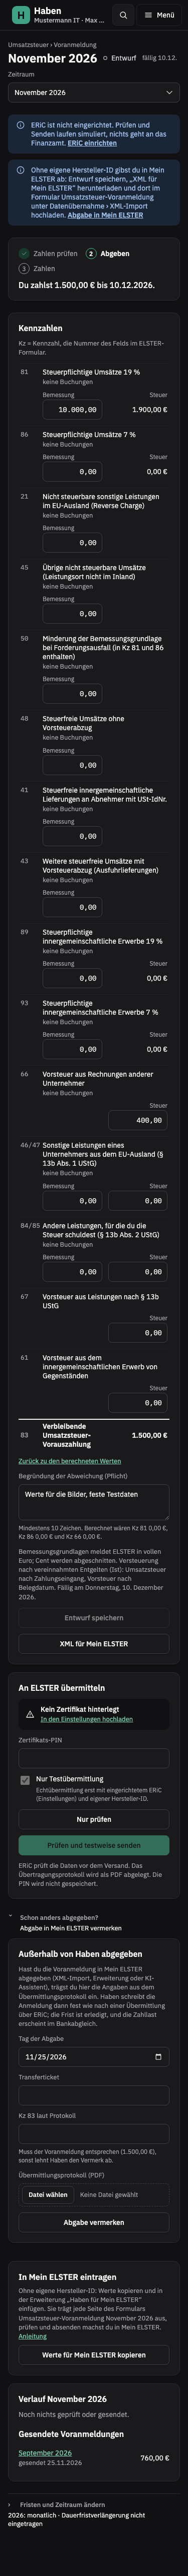 H
Haben
Mustermann IT · Max ...
Menü
Umsatzsteuer › Voranmeldung
November 2026
Entwurf
fällig 10.12.
Zeitraum
November 2026
ERiC ist nicht eingerichtet. Prüfen und
Senden laufen simuliert, nichts geht an das
Finanzamt. ERiC einrichten
Ohne eigene Hersteller-ID gibst du in Mein
ELSTER ab: Entwurf speichern, „XML für
Mein ELSTER“ herunterladen und dort im
Formular Umsatzsteuer-Voranmeldung
unter Datenübernahme › XML-Import
hochladen. Abgabe in Mein ELSTER
Zahlen prüfen
2 Abgeben
3 Zahlen
Du zahlst 1.500,00 € bis 10.12.2026.
Kennzahlen
Kz = Kennzahl, die Nummer des Feldes im ELSTER-
Formular.
81 Steuerpflichtige Umsätze 19 %
keine Buchungen
Bemessung Steuer
10.000,00 1.900,00 €
86 Steuerpflichtige Umsätze 7 %
keine Buchungen
Bemessung Steuer
0,00 0,00 €
21 Nicht steuerbare sonstige Leistungen
im EU-Ausland (Reverse Charge)
keine Buchungen
Bemessung
0,00
45 Übrige nicht steuerbare Umsätze
(Leistungsort nicht im Inland)
keine Buchungen
Bemessung
0,00
50 Minderung der Bemessungsgrundlage
bei Forderungsausfall (in Kz 81 und 86
enthalten)
keine Buchungen
Bemessung
0,00
48 Steuerfreie Umsätze ohne
Vorsteuerabzug
keine Buchungen
Bemessung
0,00
41 Steuerfreie innergemeinschaftliche
Lieferungen an Abnehmer mit USt-IdNr.
keine Buchungen
Bemessung
0,00
43 Weitere steuerfreie Umsätze mit
Vorsteuerabzug (Ausfuhrlieferungen)
keine Buchungen
Bemessung
0,00
89 Steuerpflichtige
innergemeinschaftliche Erwerbe 19 %
keine Buchungen
Bemessung Steuer
0,00 0,00 €
93 Steuerpflichtige
innergemeinschaftliche Erwerbe 7 %
keine Buchungen
Bemessung Steuer
0,00 0,00 €
66 Vorsteuer aus Rechnungen anderer
Unternehmer
keine Buchungen
Steuer
400,00
46/47 Sonstige Leistungen eines
Unternehmers aus dem EU-Ausland (§
13b Abs. 1 UStG)
keine Buchungen
Bemessung Steuer
0,00 0,00
84/85 Andere Leistungen, für die du die
Steuer schuldest (§ 13b Abs. 2 UStG)
keine Buchungen
Bemessung Steuer
0,00 0,00
67 Vorsteuer aus Leistungen nach § 13b
UStG
Steuer
0,00
61 Vorsteuer aus dem
innergemeinschaftlichen Erwerb von
Gegenständen
Steuer
0,00
83 Verbleibende
Umsatzsteuer-
Vorauszahlung
1.500,00 €
Zurück zu den berechneten Werten
Begründung der Abweichung (Pflicht)
Werte für die Bilder, feste Testdaten
Mindestens 10 Zeichen. Berechnet wären Kz 81 0,00 €,
Kz 86 0,00 € und Kz 66 0,00 €.
Bemessungsgrundlagen meldet ELSTER in vollen
Euro; Cent werden abgeschnitten. Versteuerung
nach vereinnahmten Entgelten (Ist): Umsatzsteuer
nach Zahlungseingang, Vorsteuer nach
Belegdatum. Fällig am Donnerstag, 10. Dezember
2026.
Entwurf speichern
XML für Mein ELSTER
An ELSTER übermitteln
Kein Zertifikat hinterlegt
In den Einstellungen hochladen
Zertifikats-PIN
Nur Testübermittlung
Echtübermittlung erst mit eingerichtetem ERiC
(Einstellungen) und eigener Hersteller-ID.
Nur prüfen
Prüfen und testweise senden
ERiC prüft die Daten vor dem Versand. Das
Übertragungsprotokoll wird als PDF abgelegt. Die
PIN wird nicht gespeichert.
Schon anders abgegeben?
Abgabe in Mein ELSTER vermerken
Außerhalb von Haben abgegeben
Hast du die Voranmeldung in Mein ELSTER
abgegeben (XML-Import, Erweiterung oder KI-
Assistent), trägst du hier die Angaben aus dem
Übermittlungsprotokoll ein. Haben schreibt die
Anmeldung dann fest wie nach einer Übermittlung
über ERiC; die Frist ist erledigt, und die Zahllast
erscheint im Bankabgleich.
Tag der Abgabe
11/25/2026
Transferticket
Kz 83 laut Protokoll
Muss der Voranmeldung entsprechen (1.500,00 €),
sonst lehnt Haben den Vermerk ab.
Übermittlungsprotokoll (PDF)
Datei wählen Keine Datei gewählt
Abgabe vermerken
In Mein ELSTER eintragen
Ohne eigene Hersteller-ID: Werte kopieren und in
der Erweiterung „Haben für Mein ELSTER“
einfügen. Sie trägt jede Seite des Formulars
Umsatzsteuer-Voranmeldung November 2026 aus,
prüfen und absenden machst du in Mein ELSTER.
Anleitung
Werte für Mein ELSTER kopieren
Verlauf November 2026
Noch nichts geprüft oder gesendet.
Gesendete Voranmeldungen
September 2026
gesendet 25.11.2026
760,00 €
› Fristen und Zeitraum ändern
2026: monatlich · Dauerfristverlängerung nicht
eingetragen